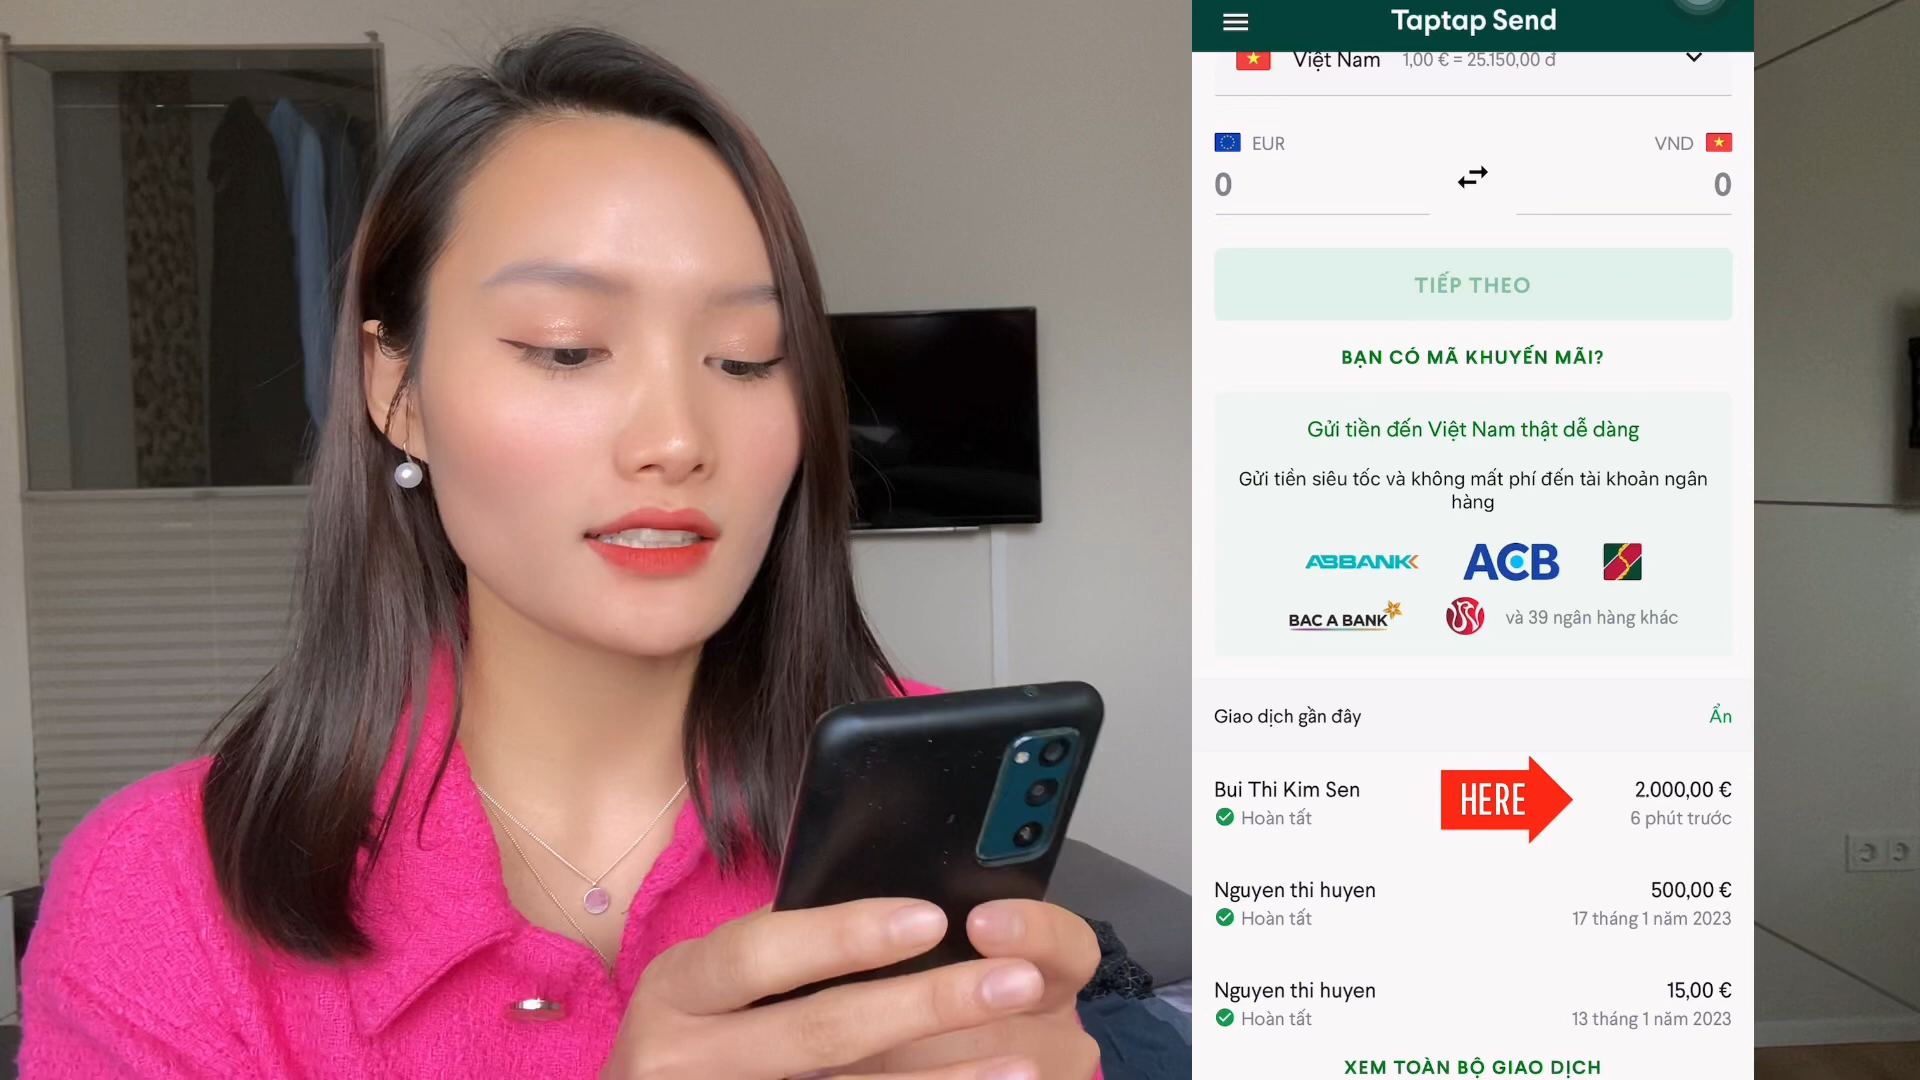 Taptap Send
Việt Nam 1,00 € = 25.150,00 đ
EUR VND
0 0
TIẾP THEO
BẠN CÓ MÃ KHUYẾN MÃI?
Gửi tiền đến Việt Nam thật dễ dàng
Gửi tiền siêu tốc và không mất phí đến tài khoản ngân
hàng
ABBANK ACB
BAC A BANK và 39 ngân hàng khác
Giao dịch gần đây Ẩn
Bui Thi Kim Sen HERE 2.000,00 €
Hoàn tất 6 phút trước
Nguyen thi huyen 500,00 €
Hoàn tất 17 tháng 1 năm 2023
Nguyen thi huyen 15,00 €
Hoàn tất 13 tháng 1 năm 2023
XEM TOÀN BỘ GIAO DỊCH